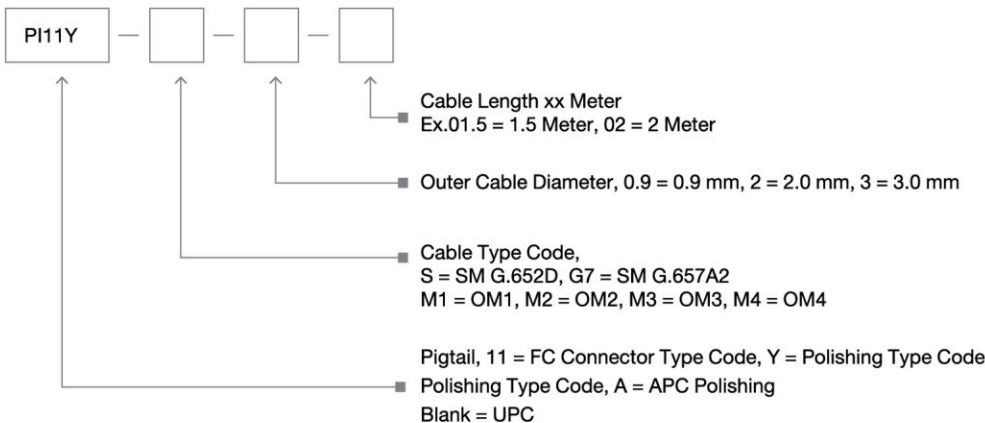 PI11Y — — —
Cable Length xx Meter
Ex.01.5 = 1.5 Meter, 02 = 2 Meter
Outer Cable Diameter, 0.9 = 0.9 mm, 2 = 2.0 mm, 3 = 3.0 mm
Cable Type Code,
S = SM G.652D, G7 = SM G.657A2
M1 = OM1, M2 = OM2, M3 = OM3, M4 = OM4
Pigtail, 11 = FC Connector Type Code, Y = Polishing Type Code
Polishing Type Code, A = APC Polishing
Blank = UPC